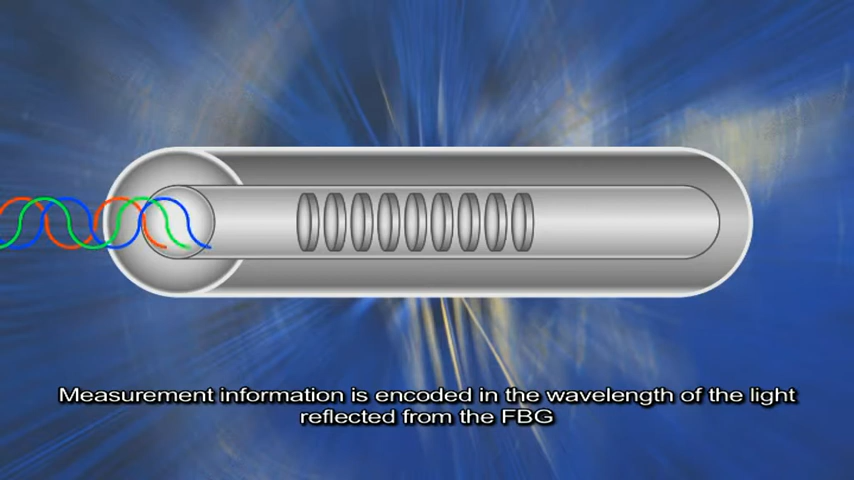 Measurement information is encoded in the wavelength of the light
reflected from the FBG